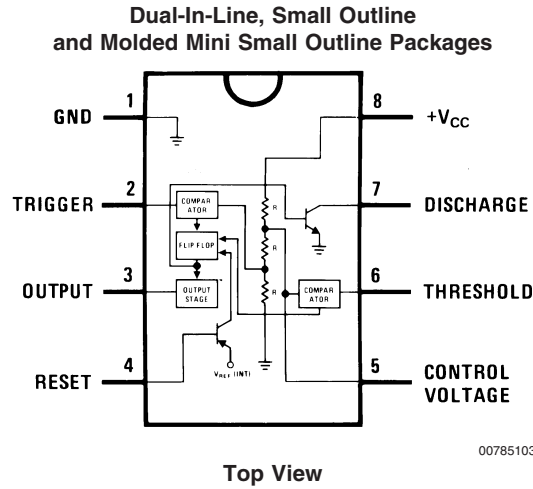 Dual-In-Line, Small Outline
and Molded Mini Small Outline Packages
1
GND
8
+VCC
2
TRIGGER
COMPAR
ATOR
7
DISCHARGE
R
FLIP FLOP
R
3
OUTPUT
OUTPUT
STAGE
R
COMPAR
ATOR
6
THRESHOLD
4
RESET
VREF (INT)
5
CONTROL
VOLTAGE
00785103
Top View